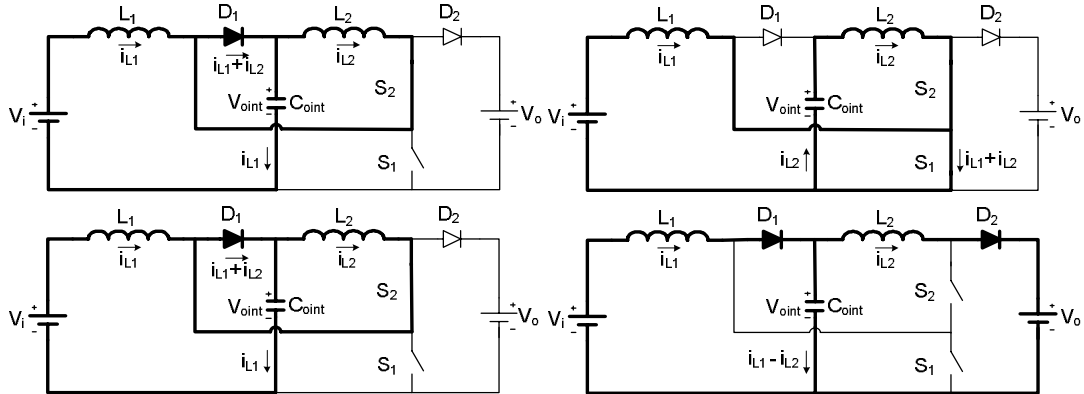 L1 D1 L2 D2
iL1 iL1+iL2 iL2
S2
Vi + - Voint + - Coint + - Vo
iL1 S1
L1 D1 L2 D2
iL1 iL2
S2
Vi + - Voint + - Coint + - Vo
iL2 S1 iL1+iL2
L1 D1 L2 D2
iL1 iL1+iL2 iL2
S2
Vi + - Voint + - Coint + - Vo
iL1 S1
L1 D1 L2 D2
iL1 iL2
S2
Vi + - Voint + - Coint + - Vo
iL1 - iL2 S1